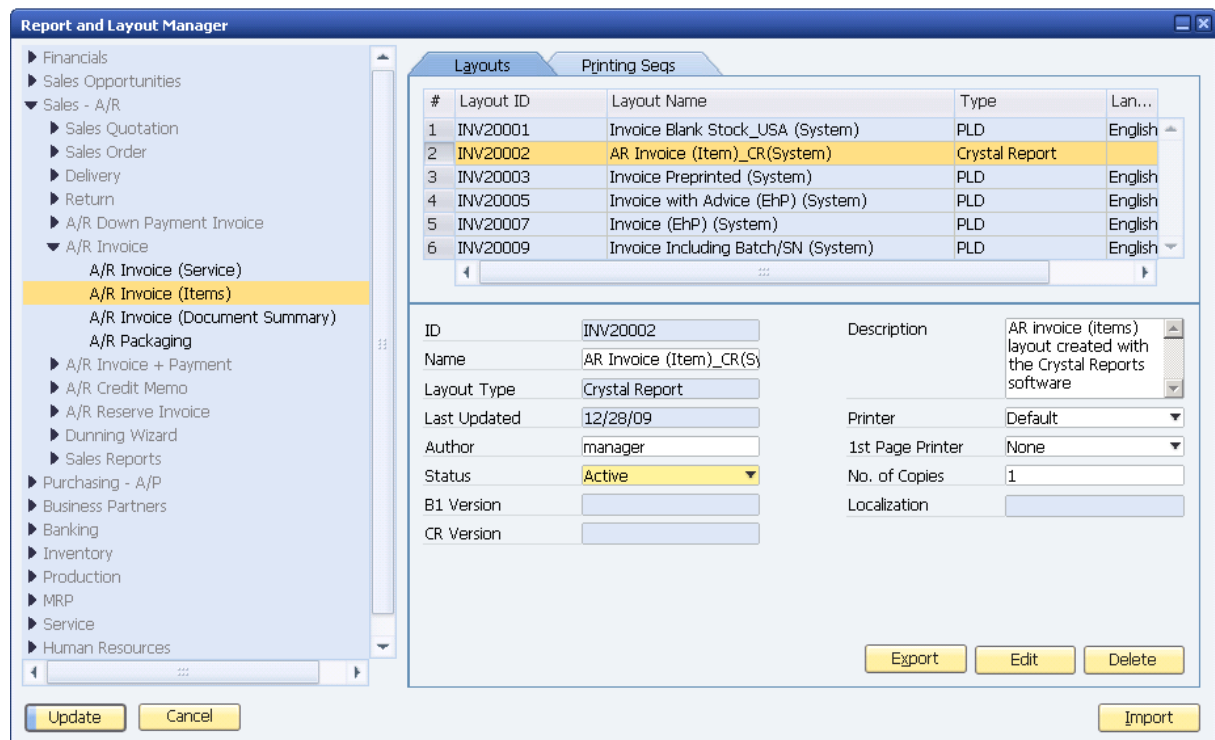 Report and Layout Manager
Financials
Sales Opportunities
Sales - A/R
Sales Quotation
Sales Order
Delivery
Return
A/R Down Payment Invoice
A/R Invoice
A/R Invoice (Service)
A/R Invoice (Items)
A/R Invoice (Document Summary)
A/R Packaging
A/R Invoice + Payment
A/R Credit Memo
A/R Reserve Invoice
Dunning Wizard
Sales Reports
Purchasing - A/P
Business Partners
Banking
Inventory
Production
MRP
Service
Human Resources
Layouts Printing Seqs
# Layout ID Layout Name Type Lan...
1 INV20001 Invoice Blank Stock_USA (System) PLD English
2 INV20002 AR Invoice (Item)_CR(System) Crystal Report
3 INV20003 Invoice Preprinted (System) PLD English
4 INV20005 Invoice with Advice (EhP) (System) PLD English
5 INV20007 Invoice (EhP) (System) PLD English
6 INV20009 Invoice Including Batch/SN (System) PLD English
ID INV20002
Name AR Invoice (Item)_CR(Sy
Layout Type Crystal Report
Last Updated 12/28/09
Author manager
Status Active
B1 Version
CR Version
Description AR invoice (items)
layout created with
the Crystal Reports
software
Printer Default
1st Page Printer None
No. of Copies 1
Localization
Export Edit Delete
Update Cancel Import